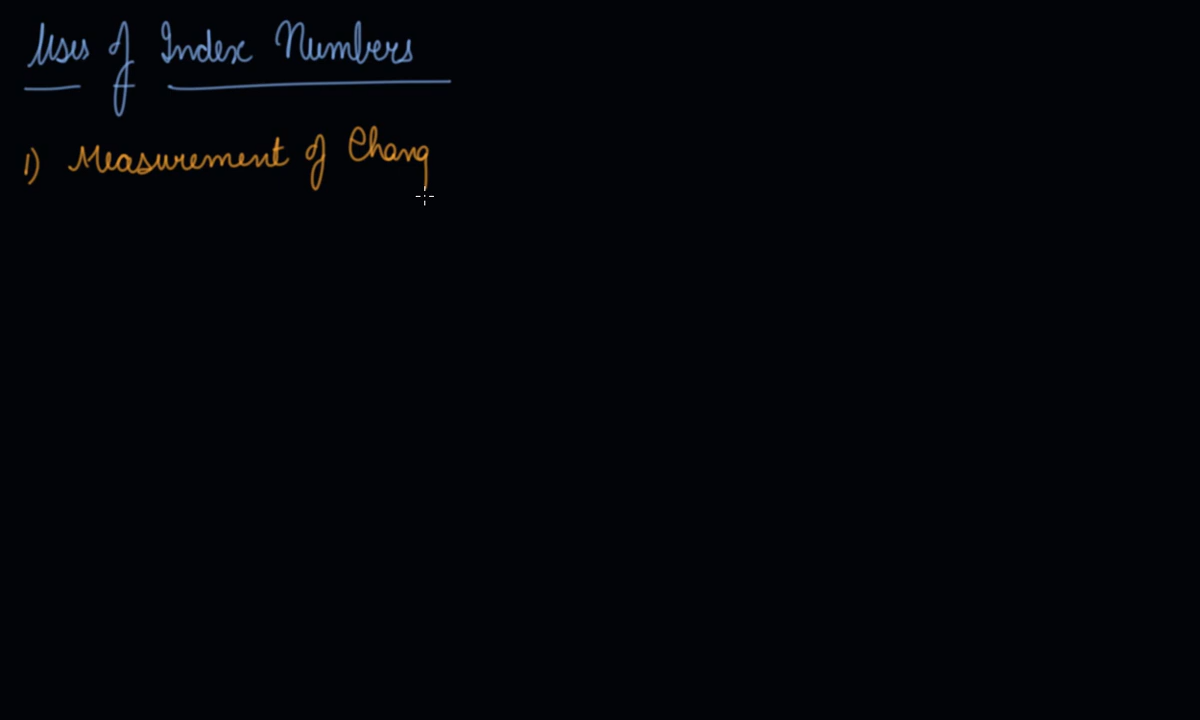 Uses of Index Numbers
1) Measurement of Chang